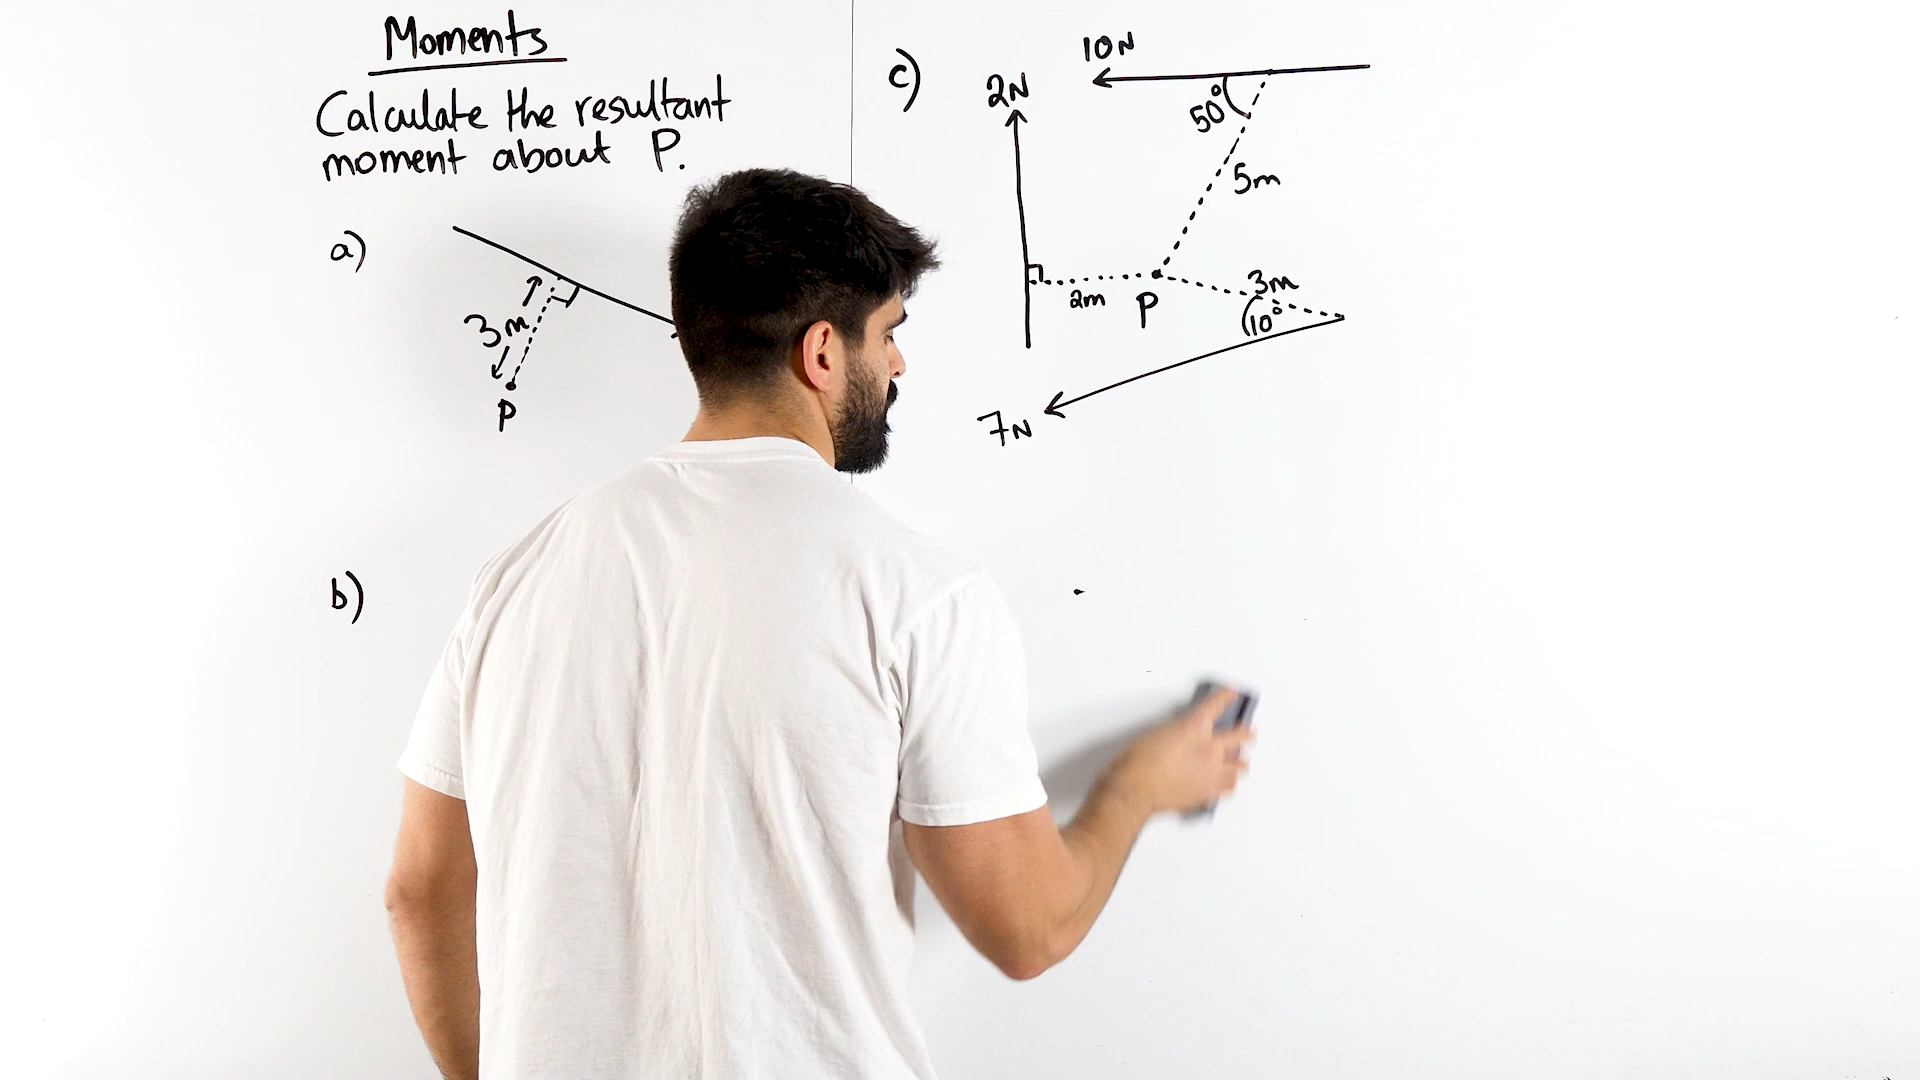 Moments
Calculate the resultant
moment about P.
a)
3m
P
b)
c)
10N
2N
50°
5m
3m
2m
P
10°
7N